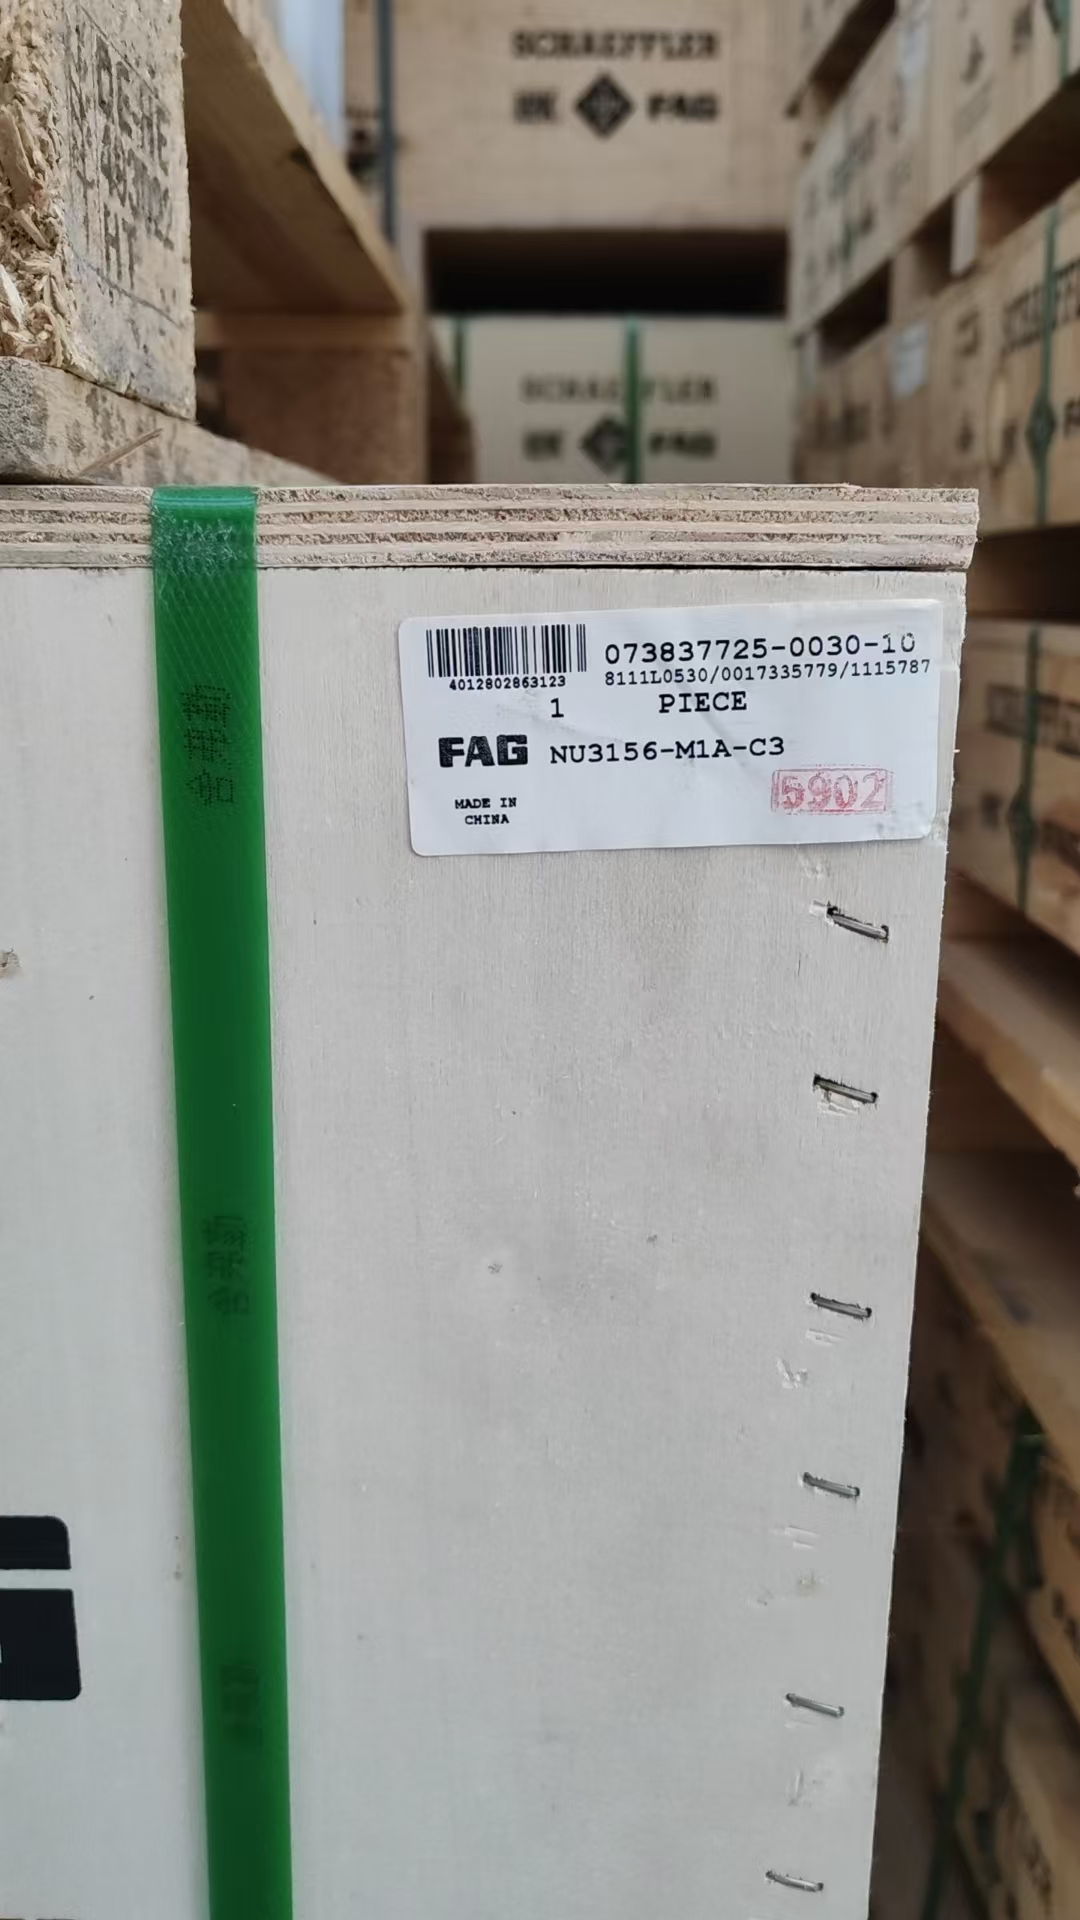 SCHAEFFLER
FAG
SCHAEFFLER
FAG
HT
4012802863123
073837725-0030-10
8111L0530/0017335779/1115787
1 PIECE
FAG NU3156-M1A-C3
5902
MADE IN
CHINA